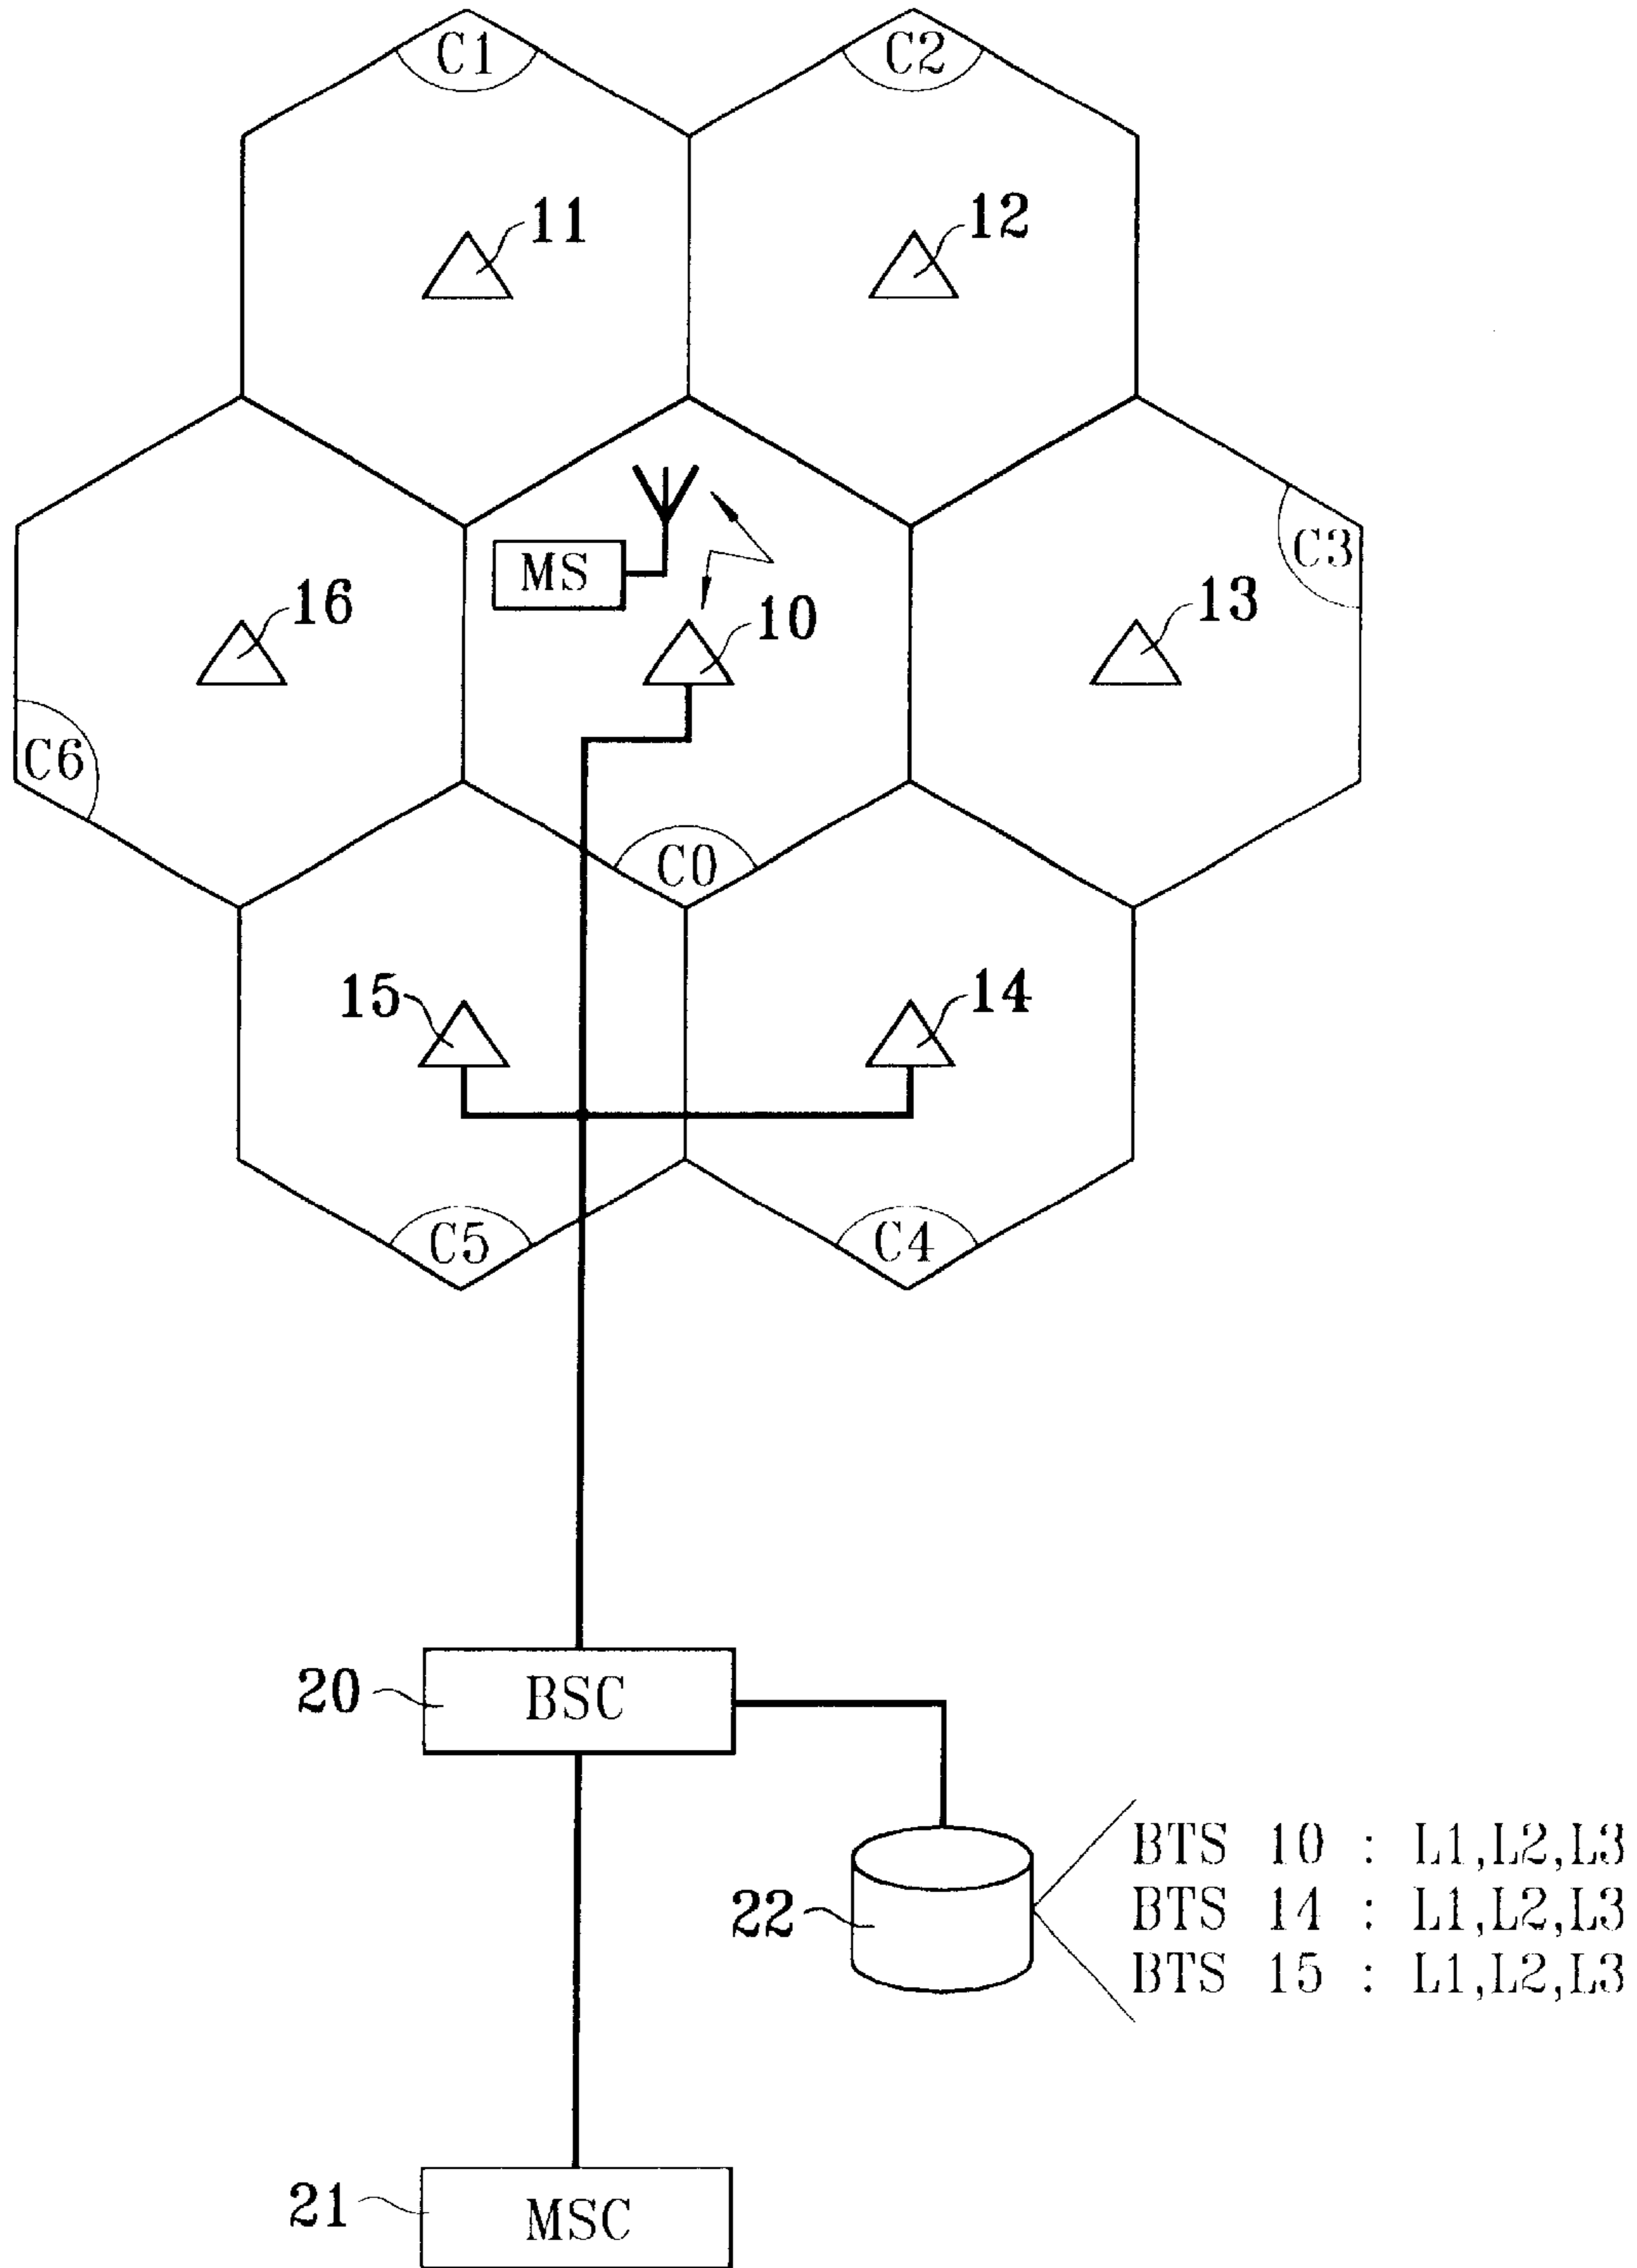 C1
C2
11
12
MS
C3
16
10
13
C6
C0
15
14
C5
C4
20
BSC
BTS 10 : L1,L2,L3
22
BTS 14 : L1,L2,L3
BTS 15 : L1,L2,L3
21
MSC